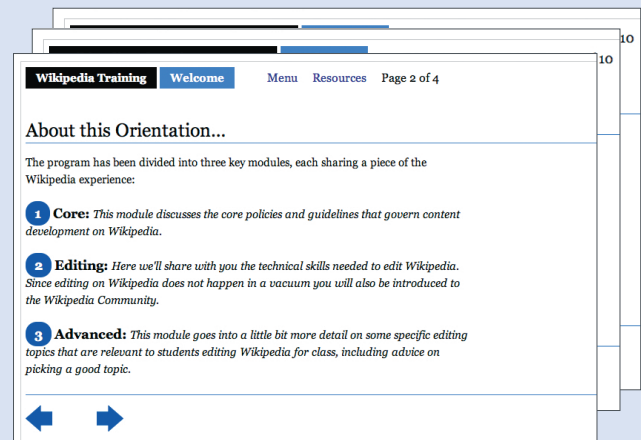 10
10
Wikipedia Training Welcome Menu Resources Page 2 of 4
About this Orientation...
The program has been divided into three key modules, each sharing a piece of the
Wikipedia experience:
1 Core: This module discusses the core policies and guidelines that govern content
development on Wikipedia.
2 Editing: Here we'll share with you the technical skills needed to edit Wikipedia.
Since editing on Wikipedia does not happen in a vacuum you will also be introduced to
the Wikipedia Community.
3 Advanced: This module goes into a little bit more detail on some specific editing
topics that are relevant to students editing Wikipedia for class, including advice on
picking a good topic.